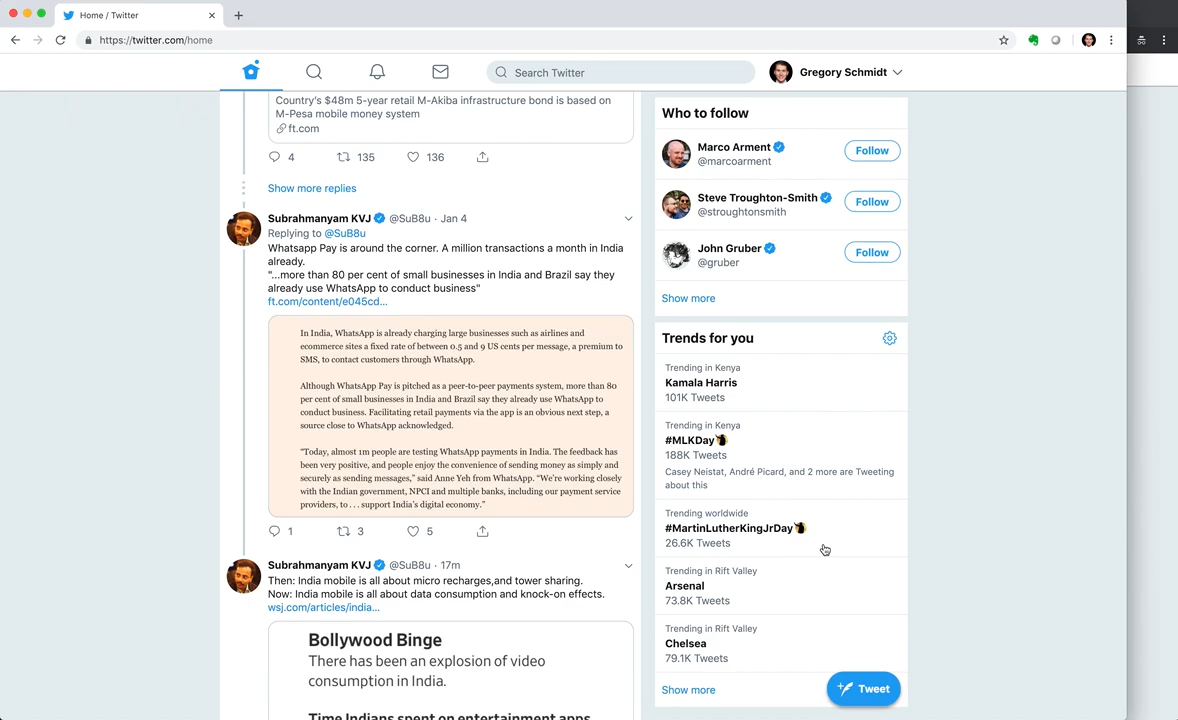 Home / Twitter
https://twitter.com/home
Search Twitter
Gregory Schmidt
Country's $48m 5-year retail M-Akiba infrastructure bond is based on
M-Pesa mobile money system
ft.com
4 135 136
Show more replies
Subrahmanyam KVJ @SuB8u · Jan 4
Replying to @SuB8u
Whatsapp Pay is around the corner. A million transactions a month in India
already.
"...more than 80 per cent of small businesses in India and Brazil say they
already use WhatsApp to conduct business"
ft.com/content/e045cd...
In India, WhatsApp is already charging large businesses such as airlines and
ecommerce sites a fixed rate of between 0.5 and 9 US cents per message, a premium to
SMS, to contact customers through WhatsApp.
Although WhatsApp Pay is pitched as a peer-to-peer payments system, more than 80
per cent of small businesses in India and Brazil say they already use WhatsApp to
conduct business. Facilitating retail payments via the app is an obvious next step, a
source close to WhatsApp acknowledged.
"Today, almost 1m people are testing WhatsApp payments in India. The feedback has
been very positive, and people enjoy the convenience of sending money as simply and
securely as sending messages," said Anne Yeh from WhatsApp. "We're working closely
with the Indian government, NPCI and multiple banks, including our payment service
providers, to . . . support India's digital economy."
1 3 5
Subrahmanyam KVJ @SuB8u · 17m
Then: India mobile is all about micro recharges,and tower sharing.
Now: India mobile is all about data consumption and knock-on effects.
wsj.com/articles/india...
Bollywood Binge
There has been an explosion of video
consumption in India.
Time Indians spent on entertainment apps
Who to follow
Marco Arment
@marcoarment
Follow
Steve Troughton-Smith
@stroughtonsmith
Follow
John Gruber
@gruber
Follow
Show more
Trends for you
Trending in Kenya
Kamala Harris
101K Tweets
Trending in Kenya
#MLKDay
188K Tweets
Casey Neistat, André Picard, and 2 more are Tweeting
about this
Trending worldwide
#MartinLutherKingJrDay
26.6K Tweets
Trending in Rift Valley
Arsenal
73.8K Tweets
Trending in Rift Valley
Chelsea
79.1K Tweets
Show more
Tweet